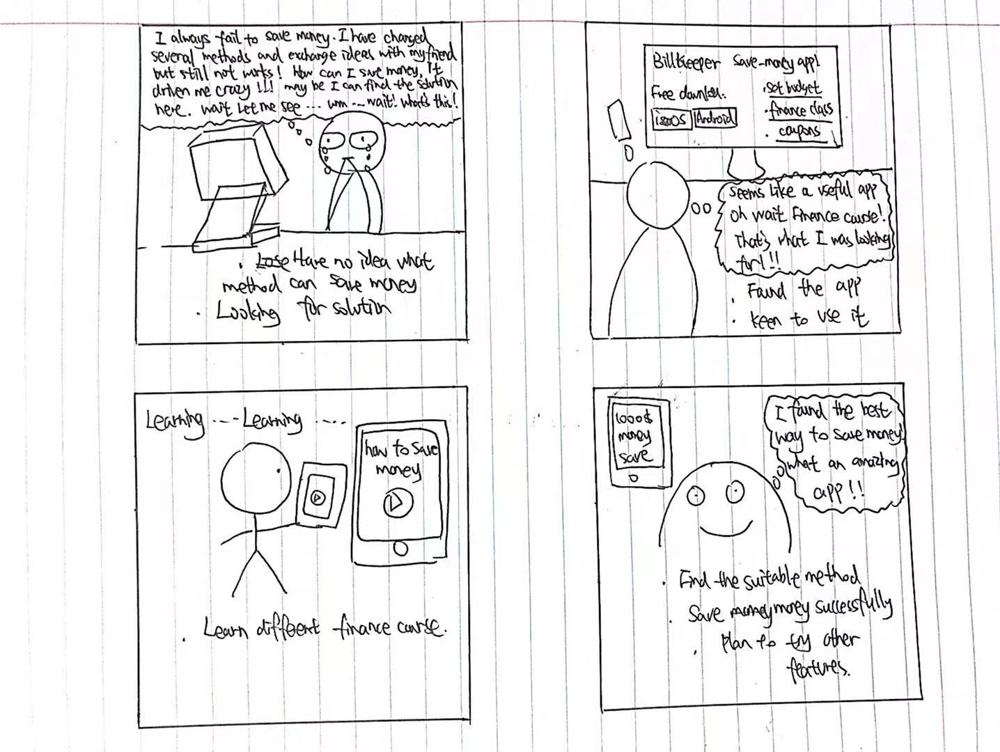 I always fail to save money. I have changed
several methods and exchange ideas with my friend
but still not works! How can I save money, It
driven me crazy!!! may be I can find the solution
here. wait let me see ... umm ... wait! what's this!
. Lose Have no idea what
method can save money
. Looking for solution
BillKeeper Save-money app!
Free download:
iOS Android
. set budget
. finance class
. coupons
Seems like a useful app
oh wait Finance course!
That's what I was looking
for!!!
. Found the app
. keen to use it
Learning ---- Learning ....
how to save
money
. Learn different finance course.
1000$
money
save
I found the best
way to save money!
what an amazing
app!!
. Find the suitable method
. Save money money successfully
. plan to try other
features.